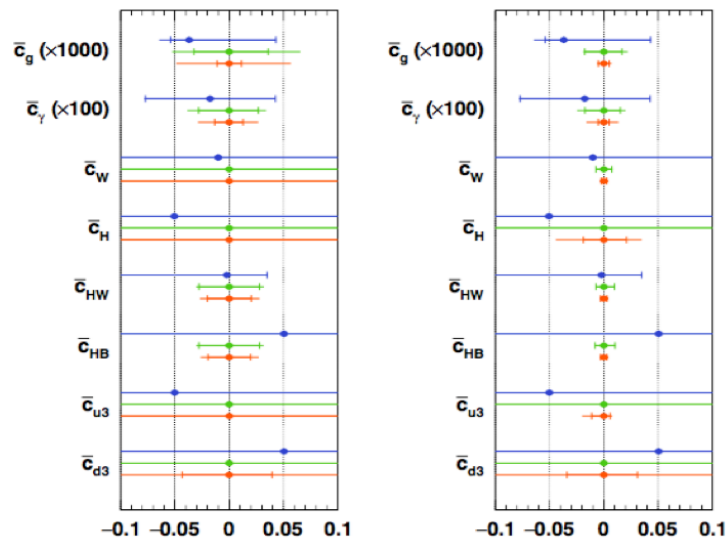 c̄g (×1000)
c̄γ (×100)
c̄W
c̄H
c̄HW
c̄HB
c̄u3
c̄d3
−0.1 −0.05 0 0.05 0.1
c̄g (×1000)
c̄γ (×100)
c̄W
c̄H
c̄HW
c̄HB
c̄u3
c̄d3
−0.1 −0.05 0 0.05 0.1